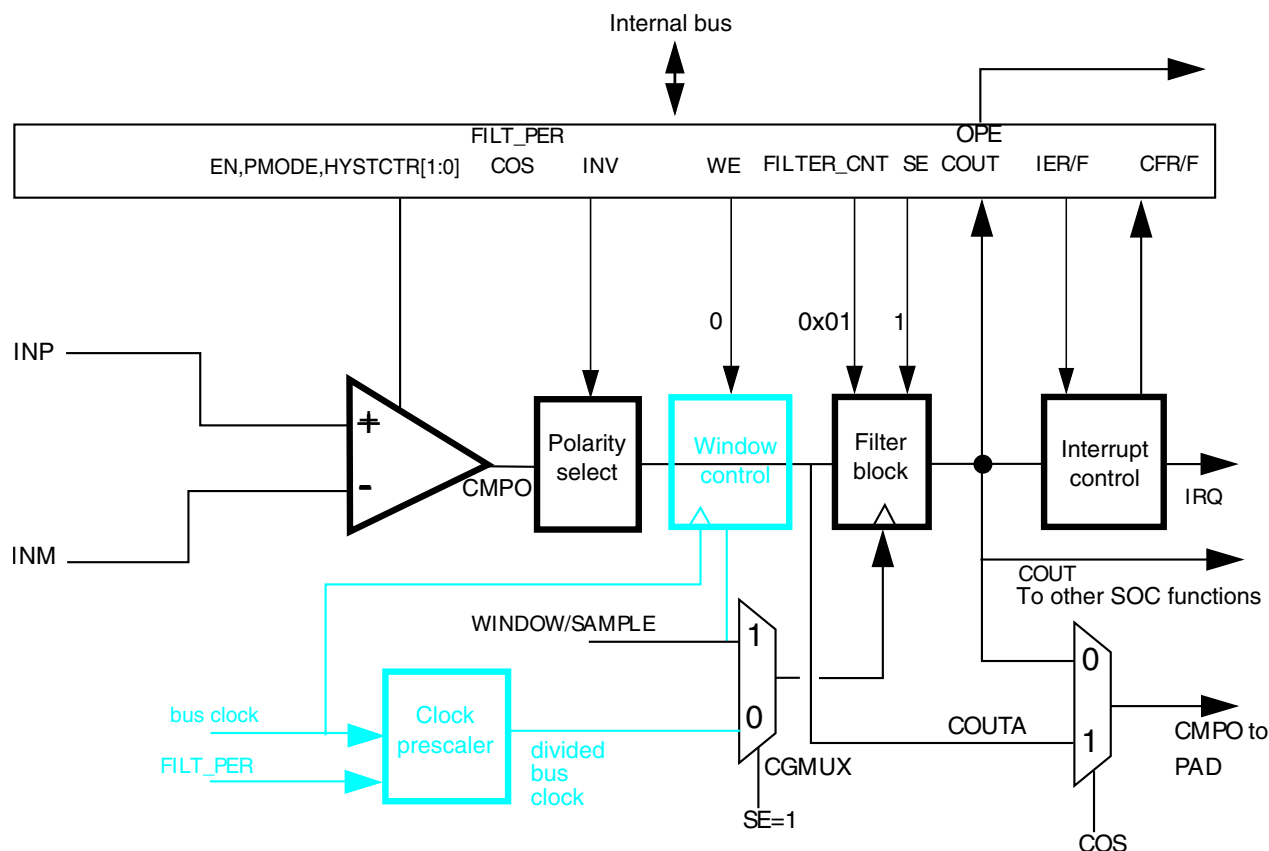 Internal bus
FILT_PER
OPE
EN,PMODE,HYSTCTR[1:0]
COS
INV
WE
FILTER_CNT
SE
COUT
IER/F
CFR/F
0
0x01
1
INP
+
-
INM
CMPO
Polarity
select
Window
control
Filter
block
Interrupt
control
IRQ
COUT
To other SOC functions
WINDOW/SAMPLE
1
0
CGMUX
SE=1
bus clock
FILT_PER
Clock
prescaler
divided
bus
clock
COUTA
0
1
CMPO to
PAD
COS